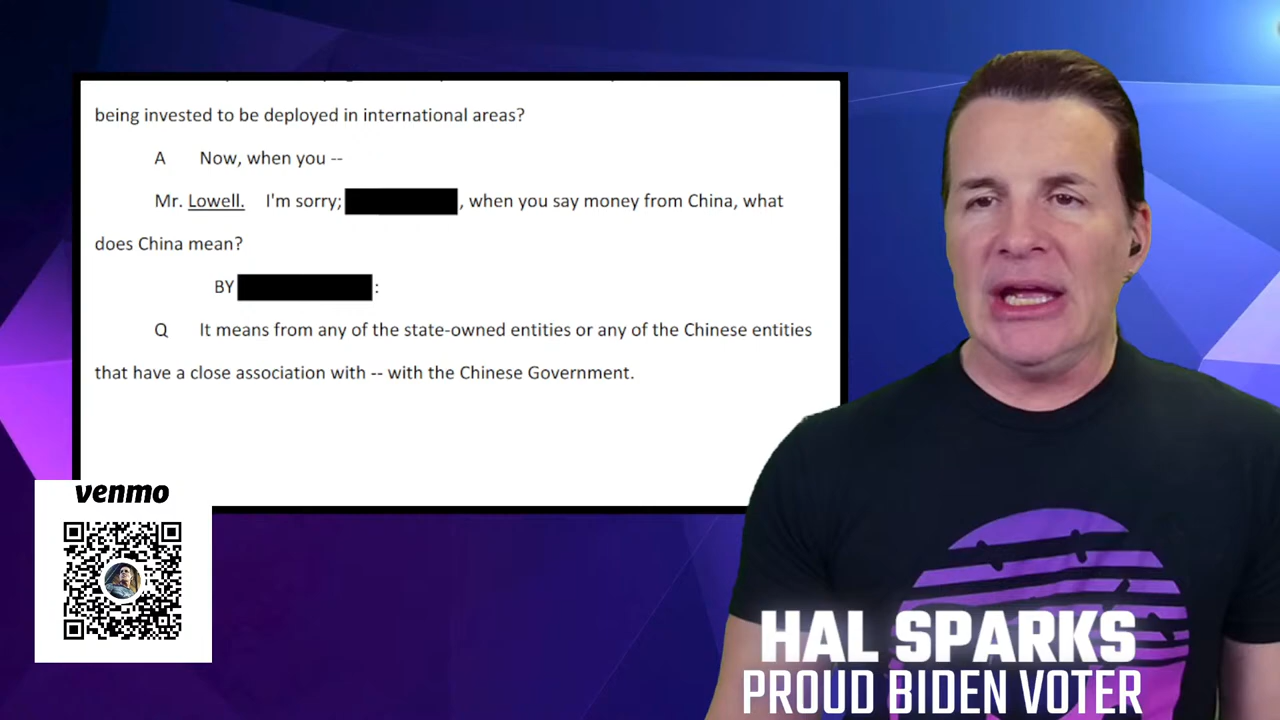 being invested to be deployed in international areas?
A Now, when you --
Mr. Lowell. I'm sorry; , when you say money from China, what
does China mean?
BY :
Q It means from any of the state-owned entities or any of the Chinese entities
that have a close association with -- with the Chinese Government.
venmo
HAL SPARKS
PROUD BIDEN VOTER